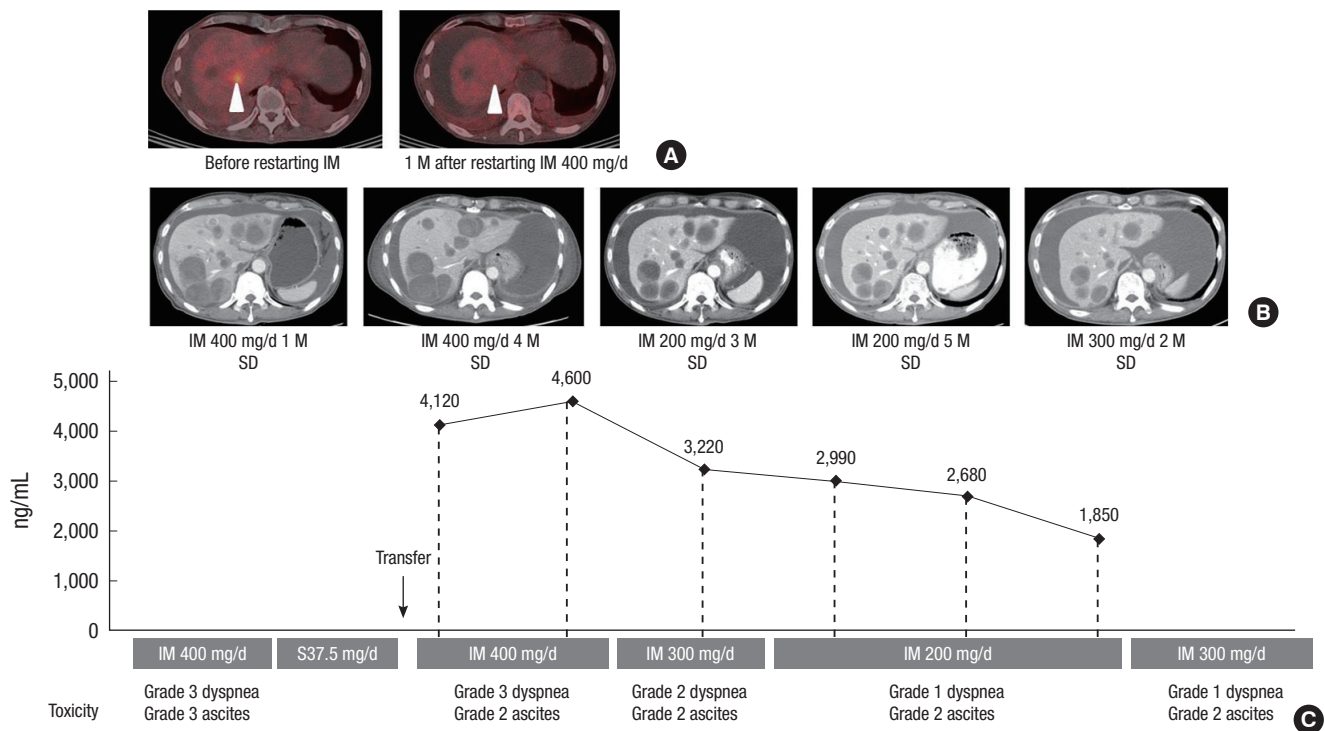 Before restarting IM
1 M after restarting IM 400 mg/d
A
IM 400 mg/d 1 M
SD
IM 400 mg/d 4 M
SD
IM 200 mg/d 3 M
SD
IM 200 mg/d 5 M
SD
IM 300 mg/d 2 M
SD
B
ng/mL
5,000
4,000
3,000
2,000
1,000
0
4,120
4,600
3,220
2,990
2,680
1,850
Transfer
IM 400 mg/d
S37.5 mg/d
IM 400 mg/d
IM 300 mg/d
IM 200 mg/d
IM 300 mg/d
Toxicity
Grade 3 dyspnea
Grade 3 ascites
Grade 3 dyspnea
Grade 2 ascites
Grade 2 dyspnea
Grade 2 ascites
Grade 1 dyspnea
Grade 2 ascites
Grade 1 dyspnea
Grade 2 ascites
C